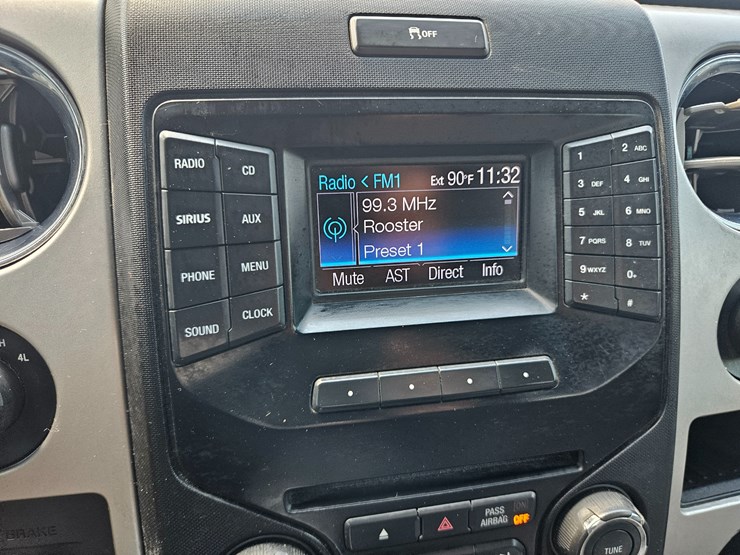 OFF
RADIO
CD
SIRIUS
AUX
PHONE
MENU
SOUND
CLOCK
Radio < FM1 Ext 90°F 11:32
99.3 MHz
Rooster
Preset 1
Mute AST Direct Info
1
2 ABC
3 DEF
4 GHI
5 JKL
6 MNO
7 PQRS
8 TUV
9 WXYZ
0+
*
#
H
4L
BRAKE
PASS
AIRBAG OFF
TUNE